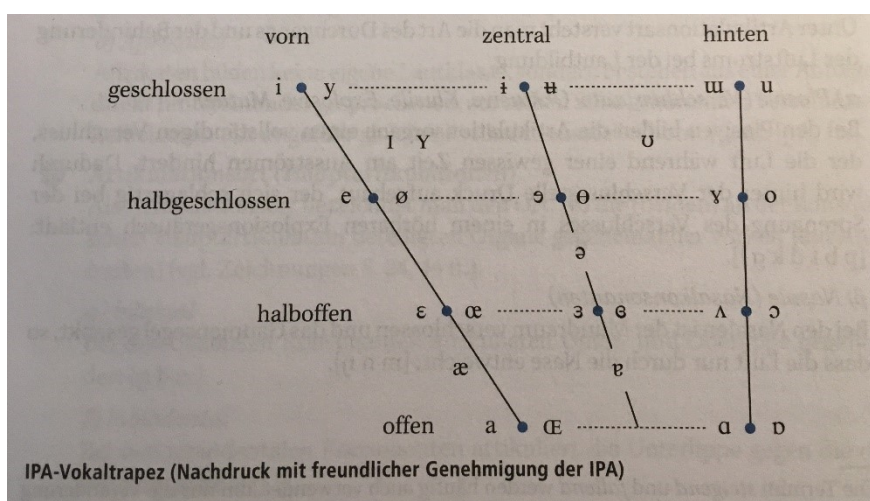 vorn zentral hinten
geschlossen i y ɨ ʉ ɯ u
I Y ʊ
halbgeschlossen e ø ɘ ɵ ɤ o
ə
halboffen ɛ œ ɜ ɞ ʌ ɔ
æ ɐ
offen a Œ ɑ ɒ
IPA-Vokaltrapez (Nachdruck mit freundlicher Genehmigung der IPA)